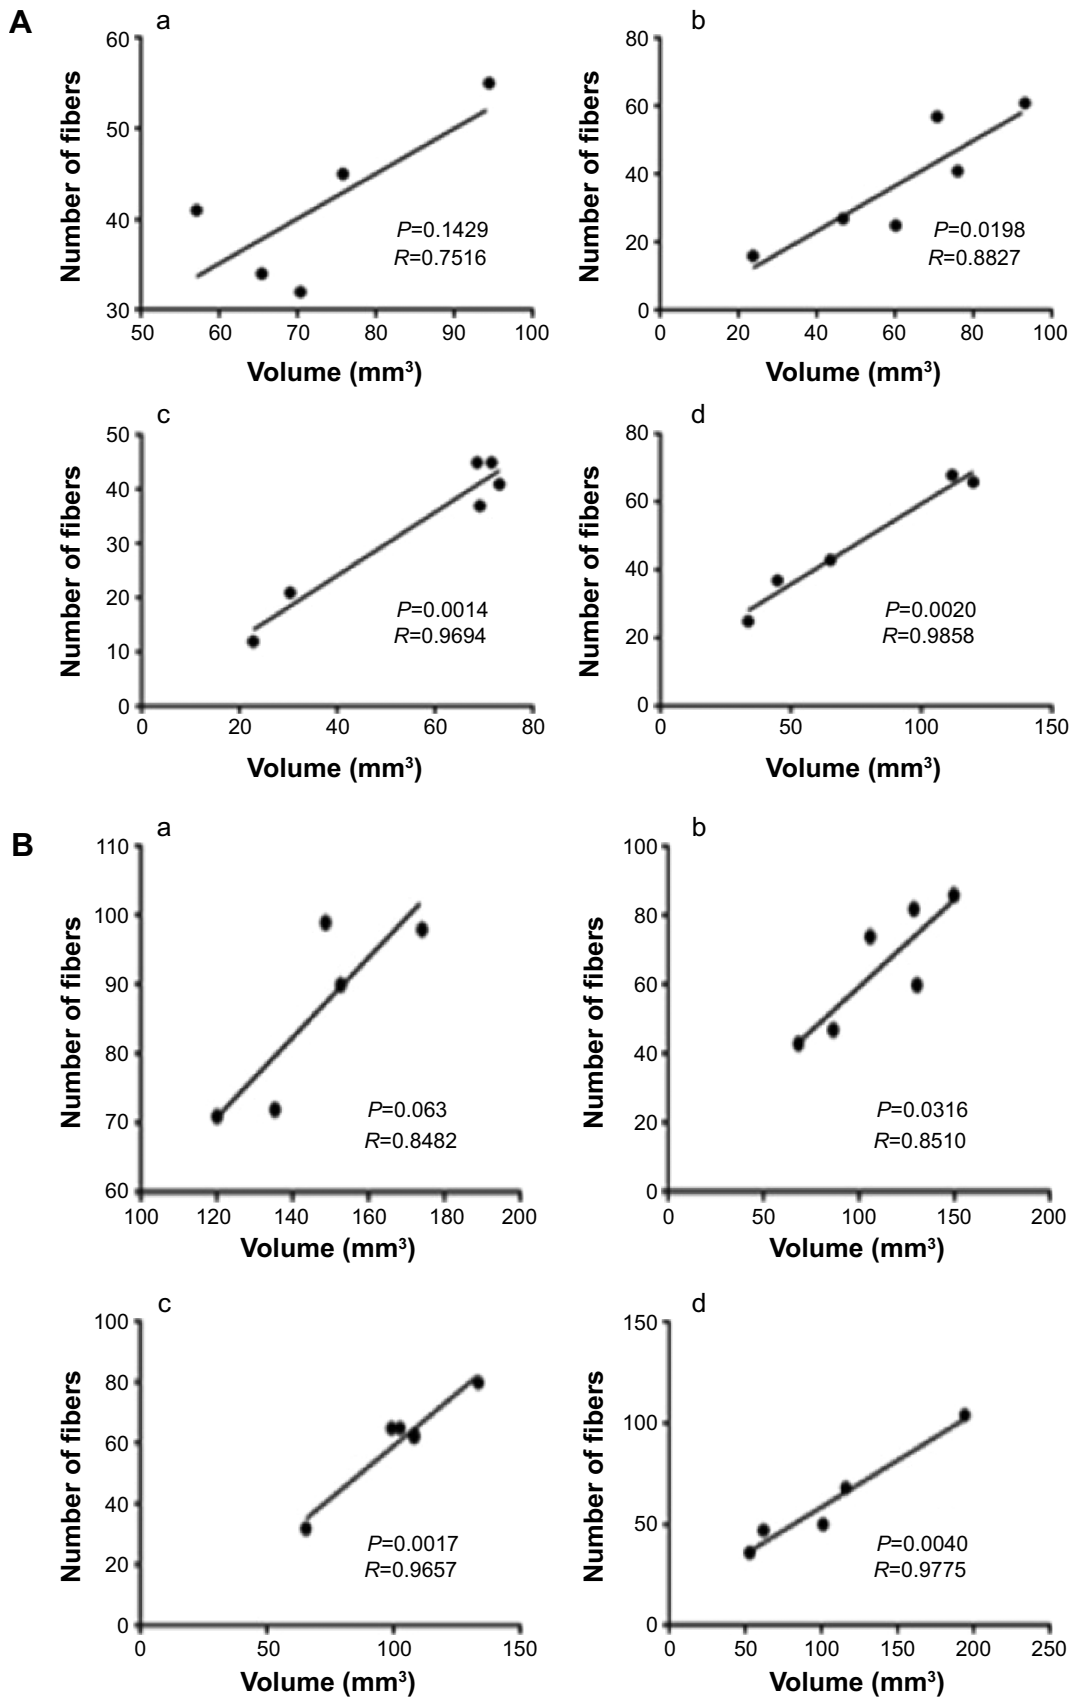 A
a
60
50
40
30
Number of fibers
P=0.1429
R=0.7516
50 60 70 80 90 100
Volume (mm³)
b
80
60
40
20
0
Number of fibers
P=0.0198
R=0.8827
0 20 40 60 80 100
Volume (mm³)
c
50
40
30
20
10
0
Number of fibers
P=0.0014
R=0.9694
0 20 40 60 80
Volume (mm³)
d
80
60
40
20
0
Number of fibers
P=0.0020
R=0.9858
0 50 100 150
Volume (mm³)
B
a
110
100
90
80
70
60
Number of fibers
P=0.063
R=0.8482
100 120 140 160 180 200
Volume (mm³)
b
100
80
60
40
20
0
Number of fibers
P=0.0316
R=0.8510
0 50 100 150 200
Volume (mm³)
c
100
80
60
40
20
0
Number of fibers
P=0.0017
R=0.9657
0 50 100 150
Volume (mm³)
d
150
100
50
0
Number of fibers
P=0.0040
R=0.9775
0 50 100 150 200 250
Volume (mm³)